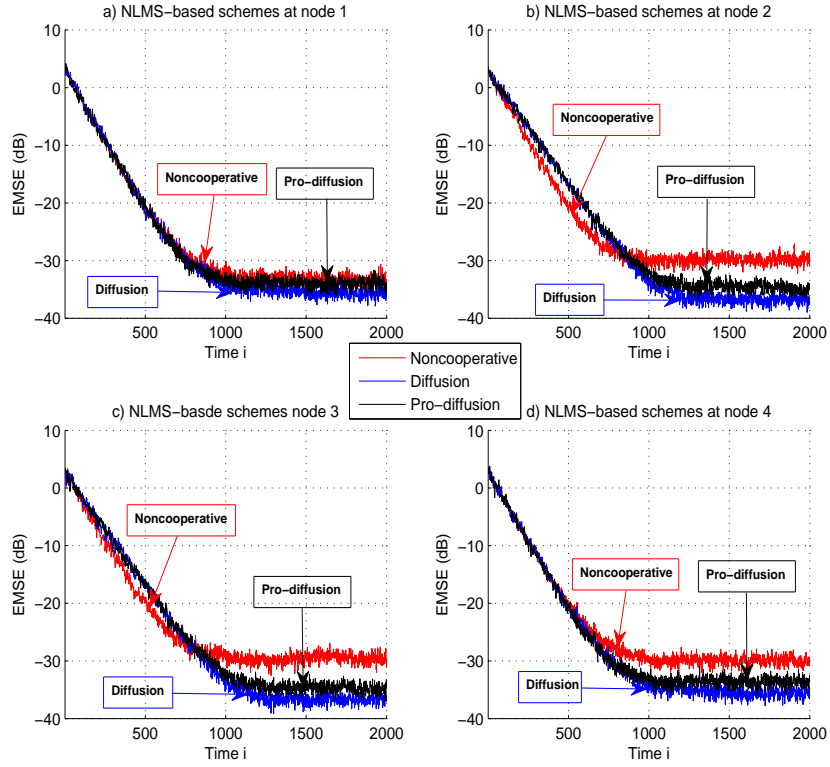 a) NLMS−based schemes at node 1
10
0
−10
−20
−30
−40
EMSE (dB)
500
1000
1500
2000
Time i
Noncooperative
Pro−diffusion
Diffusion
b) NLMS−based schemes at node 2
10
0
−10
−20
−30
−40
EMSE (dB)
500
1000
1500
2000
Time i
Noncooperative
Pro−diffusion
Diffusion
Noncooperative
Diffusion
Pro−diffusion
c) NLMS−basde schemes node 3
10
0
−10
−20
−30
−40
EMSE (dB)
500
1000
1500
2000
Time i
Noncooperative
Pro−diffusion
Diffusion
d) NLMS−based schemes at node 4
10
0
−10
−20
−30
−40
EMSE (dB)
500
1000
1500
2000
Time i
Noncooperative
Pro−diffusion
Diffusion